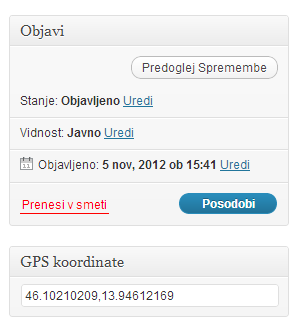 Objavi
Predoglej Spremembe
Stanje: Objavljeno Uredi
Vidnost: Javno Uredi
Objavljeno: 5 nov, 2012 ob 15:41 Uredi
Prenesi v smeti
Posodobi
GPS koordinate
46.10210209,13.94612169